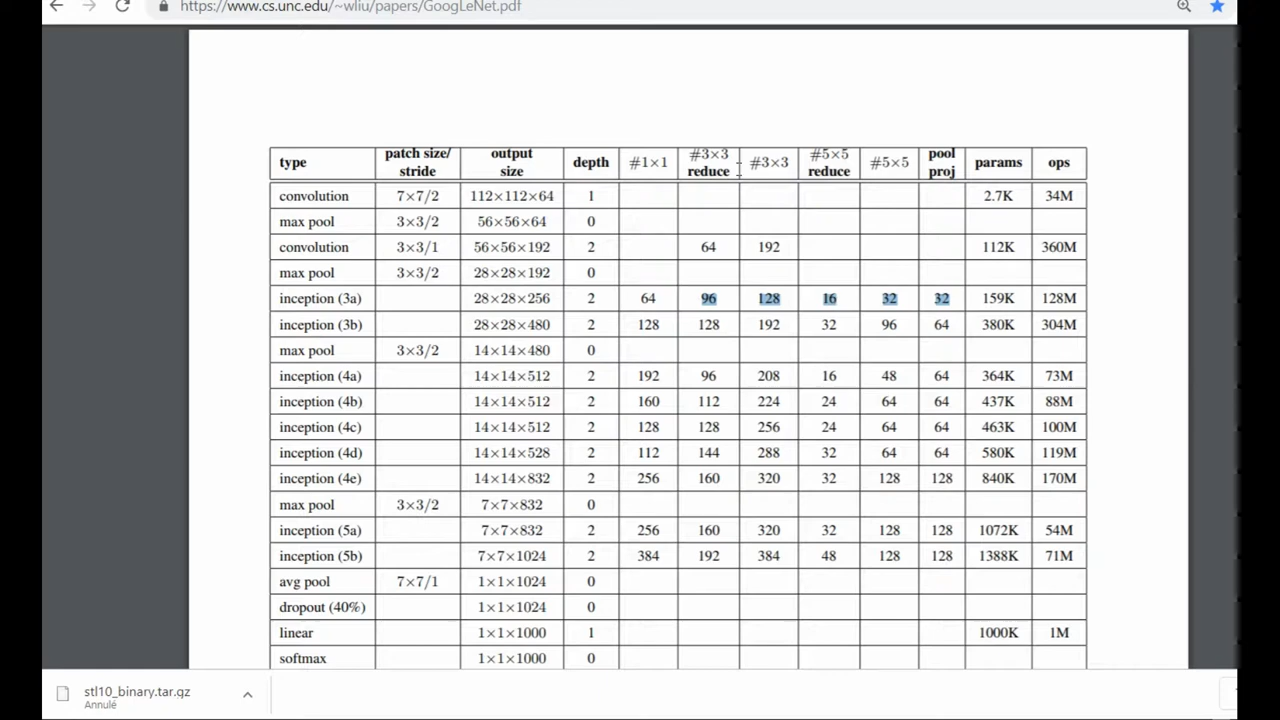 https://www.cs.unc.edu/~wliu/papers/GoogLeNet.pdf
type patch size/ stride output size depth #1×1 #3×3 reduce #3×3 #5×5 reduce #5×5 pool proj params ops
convolution 7×7/2 112×112×64 1 2.7K 34M
max pool 3×3/2 56×56×64 0
convolution 3×3/1 56×56×192 2 64 192 112K 360M
max pool 3×3/2 28×28×192 0
inception (3a) 28×28×256 2 64 96 128 16 32 32 159K 128M
inception (3b) 28×28×480 2 128 128 192 32 96 64 380K 304M
max pool 3×3/2 14×14×480 0
inception (4a) 14×14×512 2 192 96 208 16 48 64 364K 73M
inception (4b) 14×14×512 2 160 112 224 24 64 64 437K 88M
inception (4c) 14×14×512 2 128 128 256 24 64 64 463K 100M
inception (4d) 14×14×528 2 112 144 288 32 64 64 580K 119M
inception (4e) 14×14×832 2 256 160 320 32 128 128 840K 170M
max pool 3×3/2 7×7×832 0
inception (5a) 7×7×832 2 256 160 320 32 128 128 1072K 54M
inception (5b) 7×7×1024 2 384 192 384 48 128 128 1388K 71M
avg pool 7×7/1 1×1×1024 0
dropout (40%) 1×1×1024 0
linear 1×1×1000 1 1000K 1M
softmax 1×1×1000 0
stl10_binary.tar.gz
Annulé